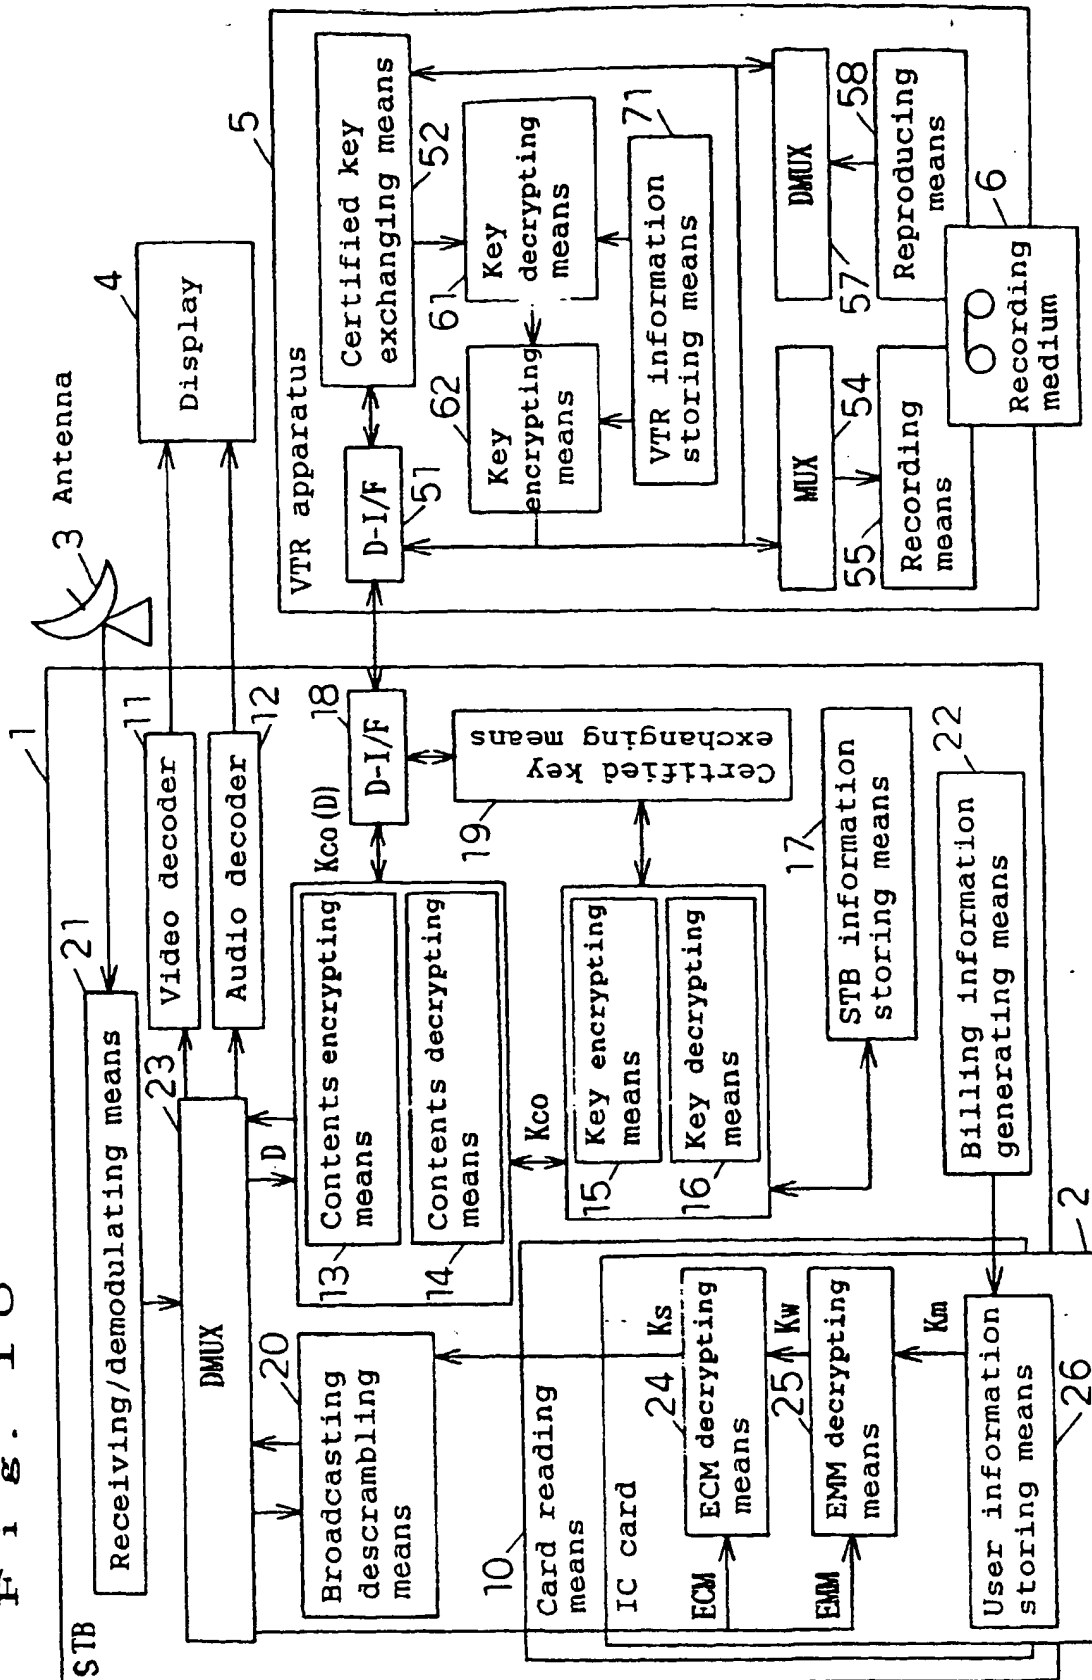 Fig. 10
STB
1
Receiving/demodulating means
21
3
Antenna
DMUX
23
Video decoder
11
Audio decoder
12
4
Display
D
Broadcasting
descrambling
means
20
Contents encrypting
means
13
Contents decrypting
means
14
Kco(D)
D-I/F
18
Kco
Certified key
exchanging means
19
Key encrypting
means
15
Key decrypting
means
16
STB information
storing means
17
Billing information
generating means
22
10
Card reading
means
IC card
2
Ks
ECM
ECM decrypting
means
24
Kw
EMM
EMM decrypting
means
25
Km
User information
storing means
26
VTR apparatus
5
D-I/F
51
Certified key
exchanging means
52
Key
decrypting
means
61
Key
encrypting
means
62
VTR information
storing means
71
MUX
54
DMUX
57
Recording
means
55
Reproducing
means
58
Recording
medium
6